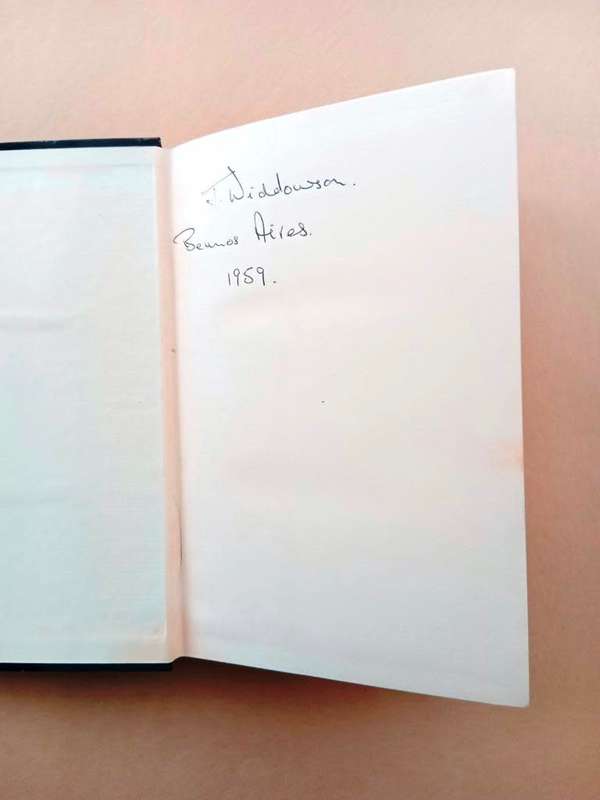 J. Widdowson.
Buenos Aires.
1959.